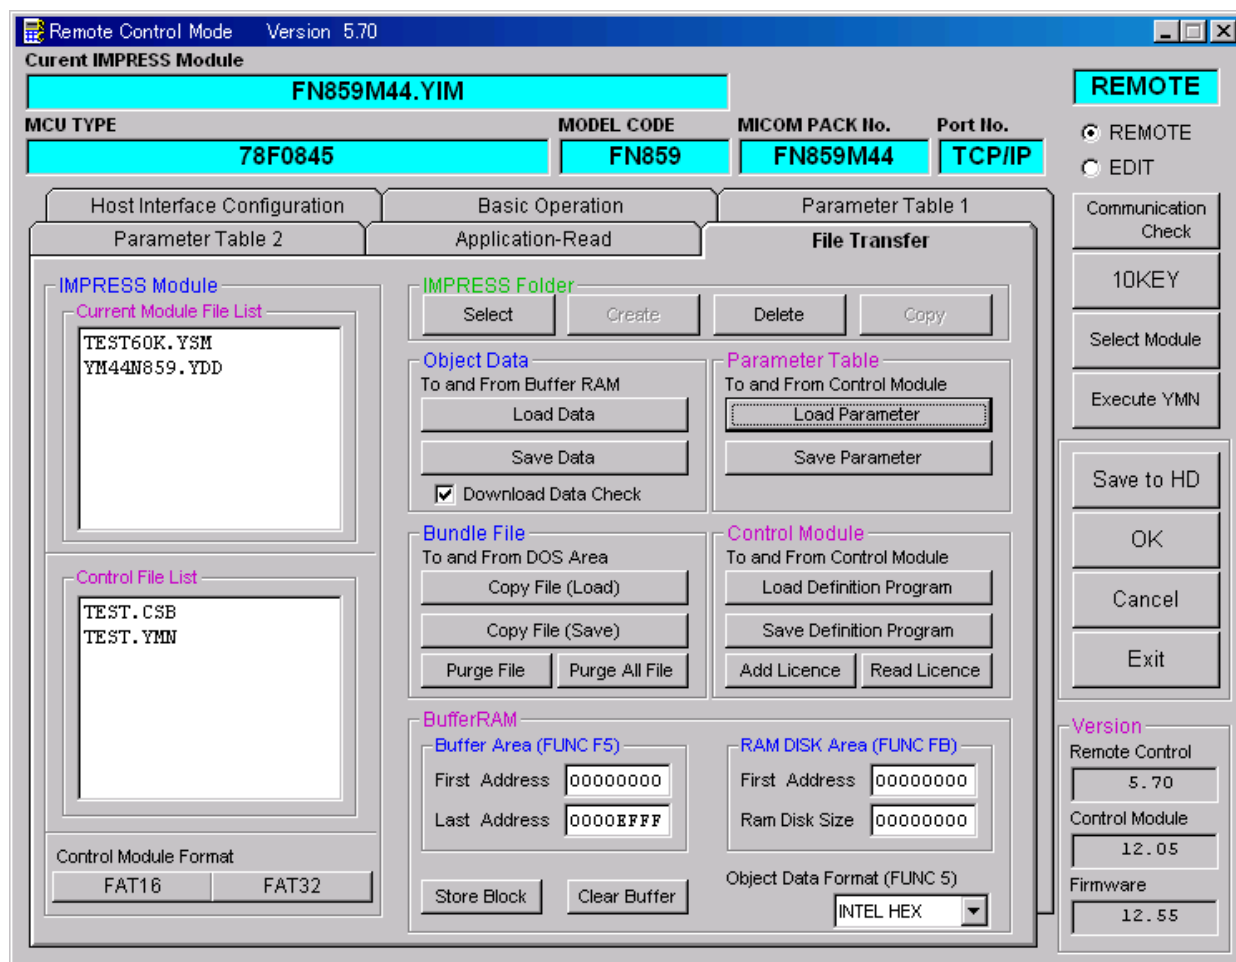 Remote Control Mode Version 5.70
Curent IMPRESS Module
FN859M44.YIM
MCU TYPE
MODEL CODE
MICOM PACK No.
Port No.
78F0845
FN859
FN859M44
TCP/IP
REMOTE
REMOTE
EDIT
Host Interface Configuration
Basic Operation
Parameter Table 1
Parameter Table 2
Application-Read
File Transfer
IMPRESS Module
Current Module File List
TEST60K.YSM
YM44N859.YDD
Control File List
TEST.CSB
TEST.YMN
Control Module Format
FAT16
FAT32
IMPRESS Folder
Select
Create
Delete
Copy
Object Data
To and From Buffer RAM
Load Data
Save Data
Download Data Check
Parameter Table
To and From Control Module
Load Parameter
Save Parameter
Bundle File
To and From DOS Area
Copy File (Load)
Copy File (Save)
Purge File
Purge All File
Control Module
To and From Control Module
Load Definition Program
Save Definition Program
Add Licence
Read Licence
BufferRAM
Buffer Area (FUNC F5)
First Address 00000000
Last Address 0000EFFF
RAM DISK Area (FUNC FB)
First Address 00000000
Ram Disk Size 00000000
Store Block
Clear Buffer
Object Data Format (FUNC 5)
INTEL HEX
Communication
Check
10KEY
Select Module
Execute YMN
Save to HD
OK
Cancel
Exit
Version
Remote Control
5.70
Control Module
12.05
Firmware
12.55